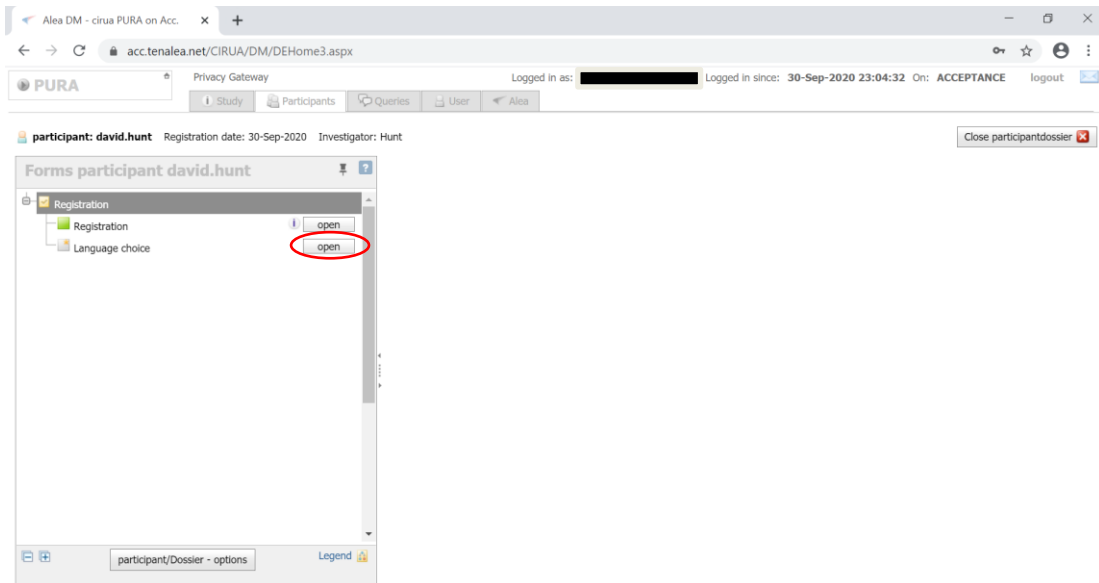 Alea DM - cirua PURA on Acc.
acc.tenalea.net/CIRUA/DM/DEHome3.aspx
PURA
Privacy Gateway
Logged in as:
Logged in since: 30-Sep-2020 23:04:32 On: ACCEPTANCE
logout
Study
Participants
Queries
User
Alea
participant: david.hunt Registration date: 30-Sep-2020 Investigator: Hunt
Close participantdossier
Forms participant david.hunt
Registration
Registration
open
Language choice
open
participant/Dossier - options
Legend